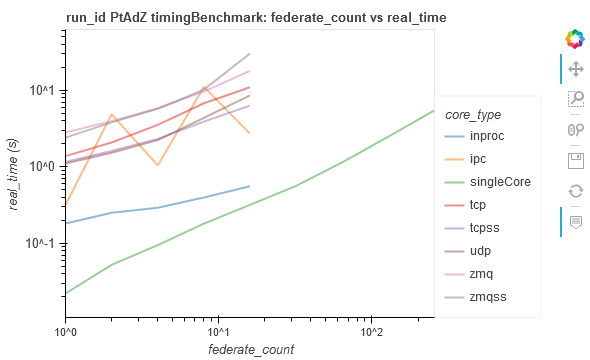 run_id PtAdZ timingBenchmark: federate_count vs real_time
10^1
10^0
10^-1
real_time (s)
10^0
10^1
10^2
federate_count
core_type
inproc
ipc
singleCore
tcp
tcpss
udp
zmq
zmqss